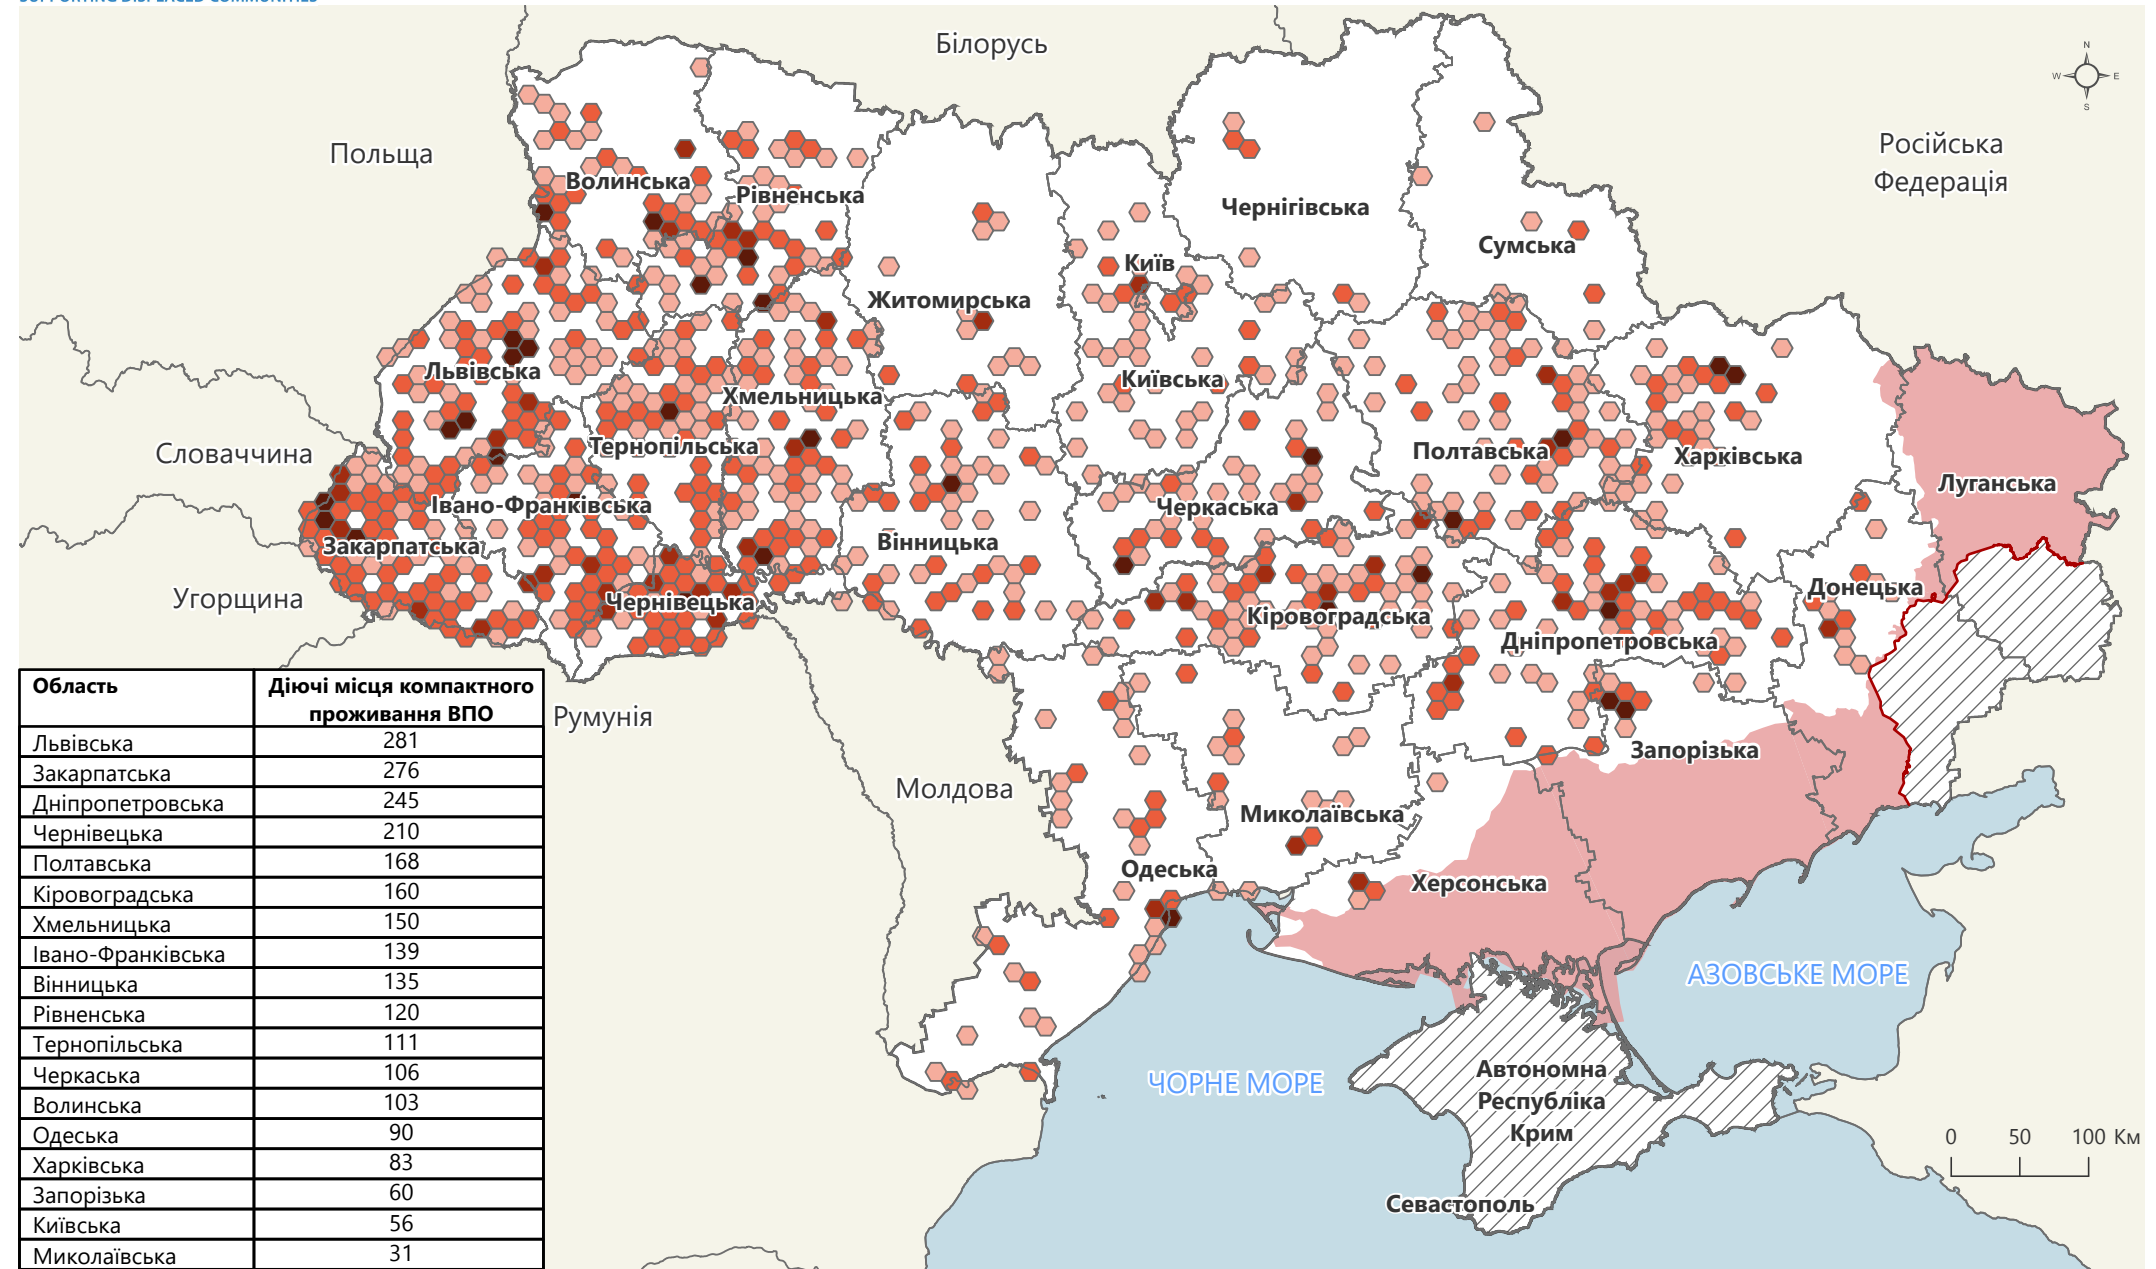 SUPPORTING DISPLACED COMMUNITIES
Білорусь
N
W
E
S
Польща
Російська
Федерація
Волинська
Рівненська
Чернігівська
Сумська
Київ
Житомирська
Львівська
Київська
Хмельницька
Тернопільська
Полтавська
Харківська
Словаччина
Луганська
Івано-Франківська
Черкаська
Закарпатська
Вінницька
Донецька
Угорщина
Чернівецька
Кіровоградська
Дніпропетровська
Румунія
Запорізька
Молдова
Миколаївська
Одеська
Херсонська
АЗОВСЬКЕ МОРЕ
ЧОРНЕ МОРЕ
Автономна
Республіка
Крим
Севастополь
0 50 100 Км
Область Діючі місця компактного
проживання ВПО
Львівська 281
Закарпатська 276
Дніпропетровська 245
Чернівецька 210
Полтавська 168
Кіровоградська 160
Хмельницька 150
Івано-Франківська 139
Вінницька 135
Рівненська 120
Тернопільська 111
Черкаська 106
Волинська 103
Одеська 90
Харківська 83
Запорізька 60
Київська 56
Миколаївська 31